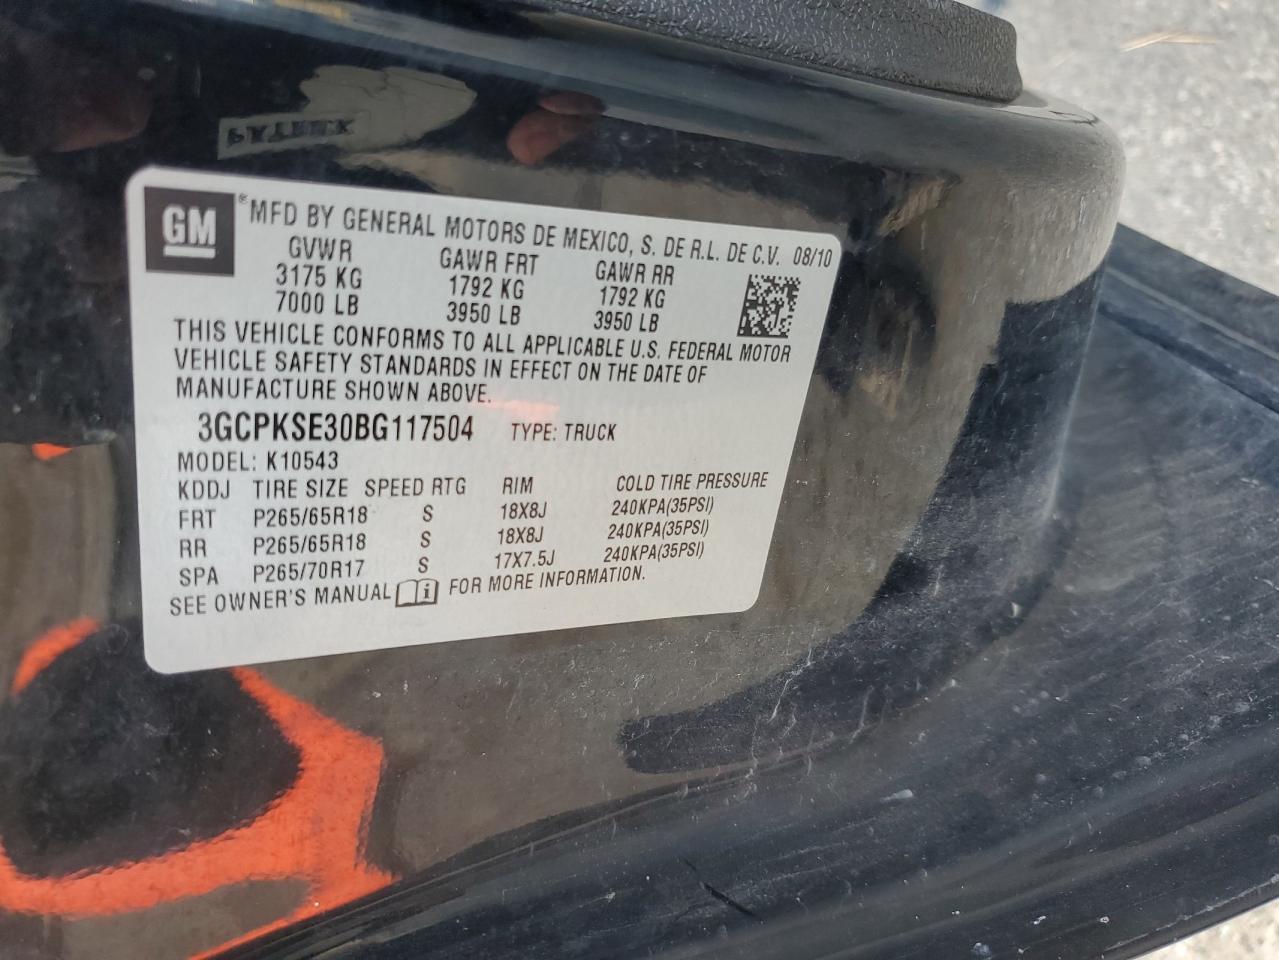 GM ® MFD BY GENERAL MOTORS DE MEXICO, S. DE R.L. DE C.V. 08/10
GVWR GAWR FRT GAWR RR
3175 KG 1792 KG 1792 KG
7000 LB 3950 LB 3950 LB
THIS VEHICLE CONFORMS TO ALL APPLICABLE U.S. FEDERAL MOTOR
VEHICLE SAFETY STANDARDS IN EFFECT ON THE DATE OF
MANUFACTURE SHOWN ABOVE.
3GCPKSE30BG117504 TYPE: TRUCK
MODEL: K10543
KDDJ TIRE SIZE SPEED RTG RIM COLD TIRE PRESSURE
FRT P265/65R18 S 18X8J 240KPA(35PSI)
RR P265/65R18 S 18X8J 240KPA(35PSI)
SPA P265/70R17 S 17X7.5J 240KPA(35PSI)
SEE OWNER'S MANUAL i FOR MORE INFORMATION.